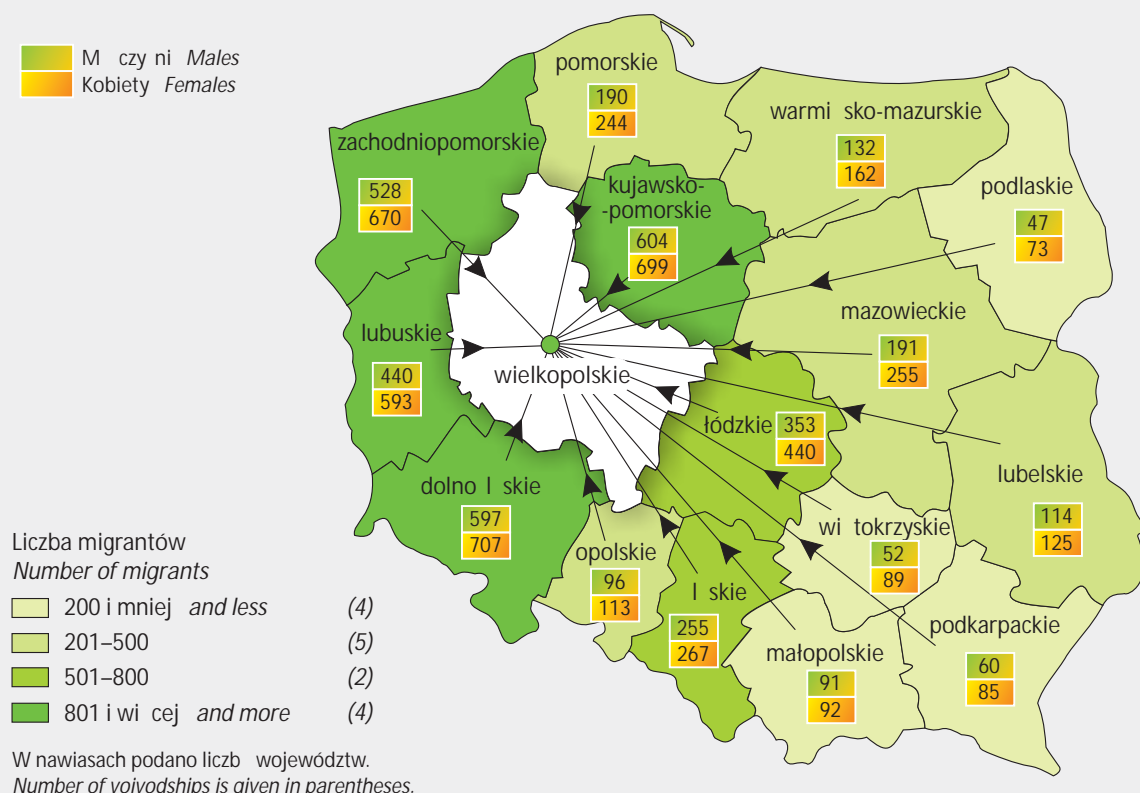 M czy ni Males
Kobiety Females
pomorskie
190
244
warmi sko-mazurskie
132
162
zachodniopomorskie
528
670
kujawsko-
-pomorskie
604
699
podlaskie
47
73
mazowieckie
191
255
lubuskie
440
593
wielkopolskie
łódzkie
353
440
lubelskie
114
125
dolno l skie
597
707
wi tokrzyskie
52
89
opolskie
96
113
l skie
255
267
małopolskie
91
92
podkarpackie
60
85
Liczba migrantów
Number of migrants
200 i mniej and less (4)
201–500 (5)
501–800 (2)
801 i wi cej and more (4)
W nawiasach podano liczb województw.
Number of voivodships is given in parentheses.